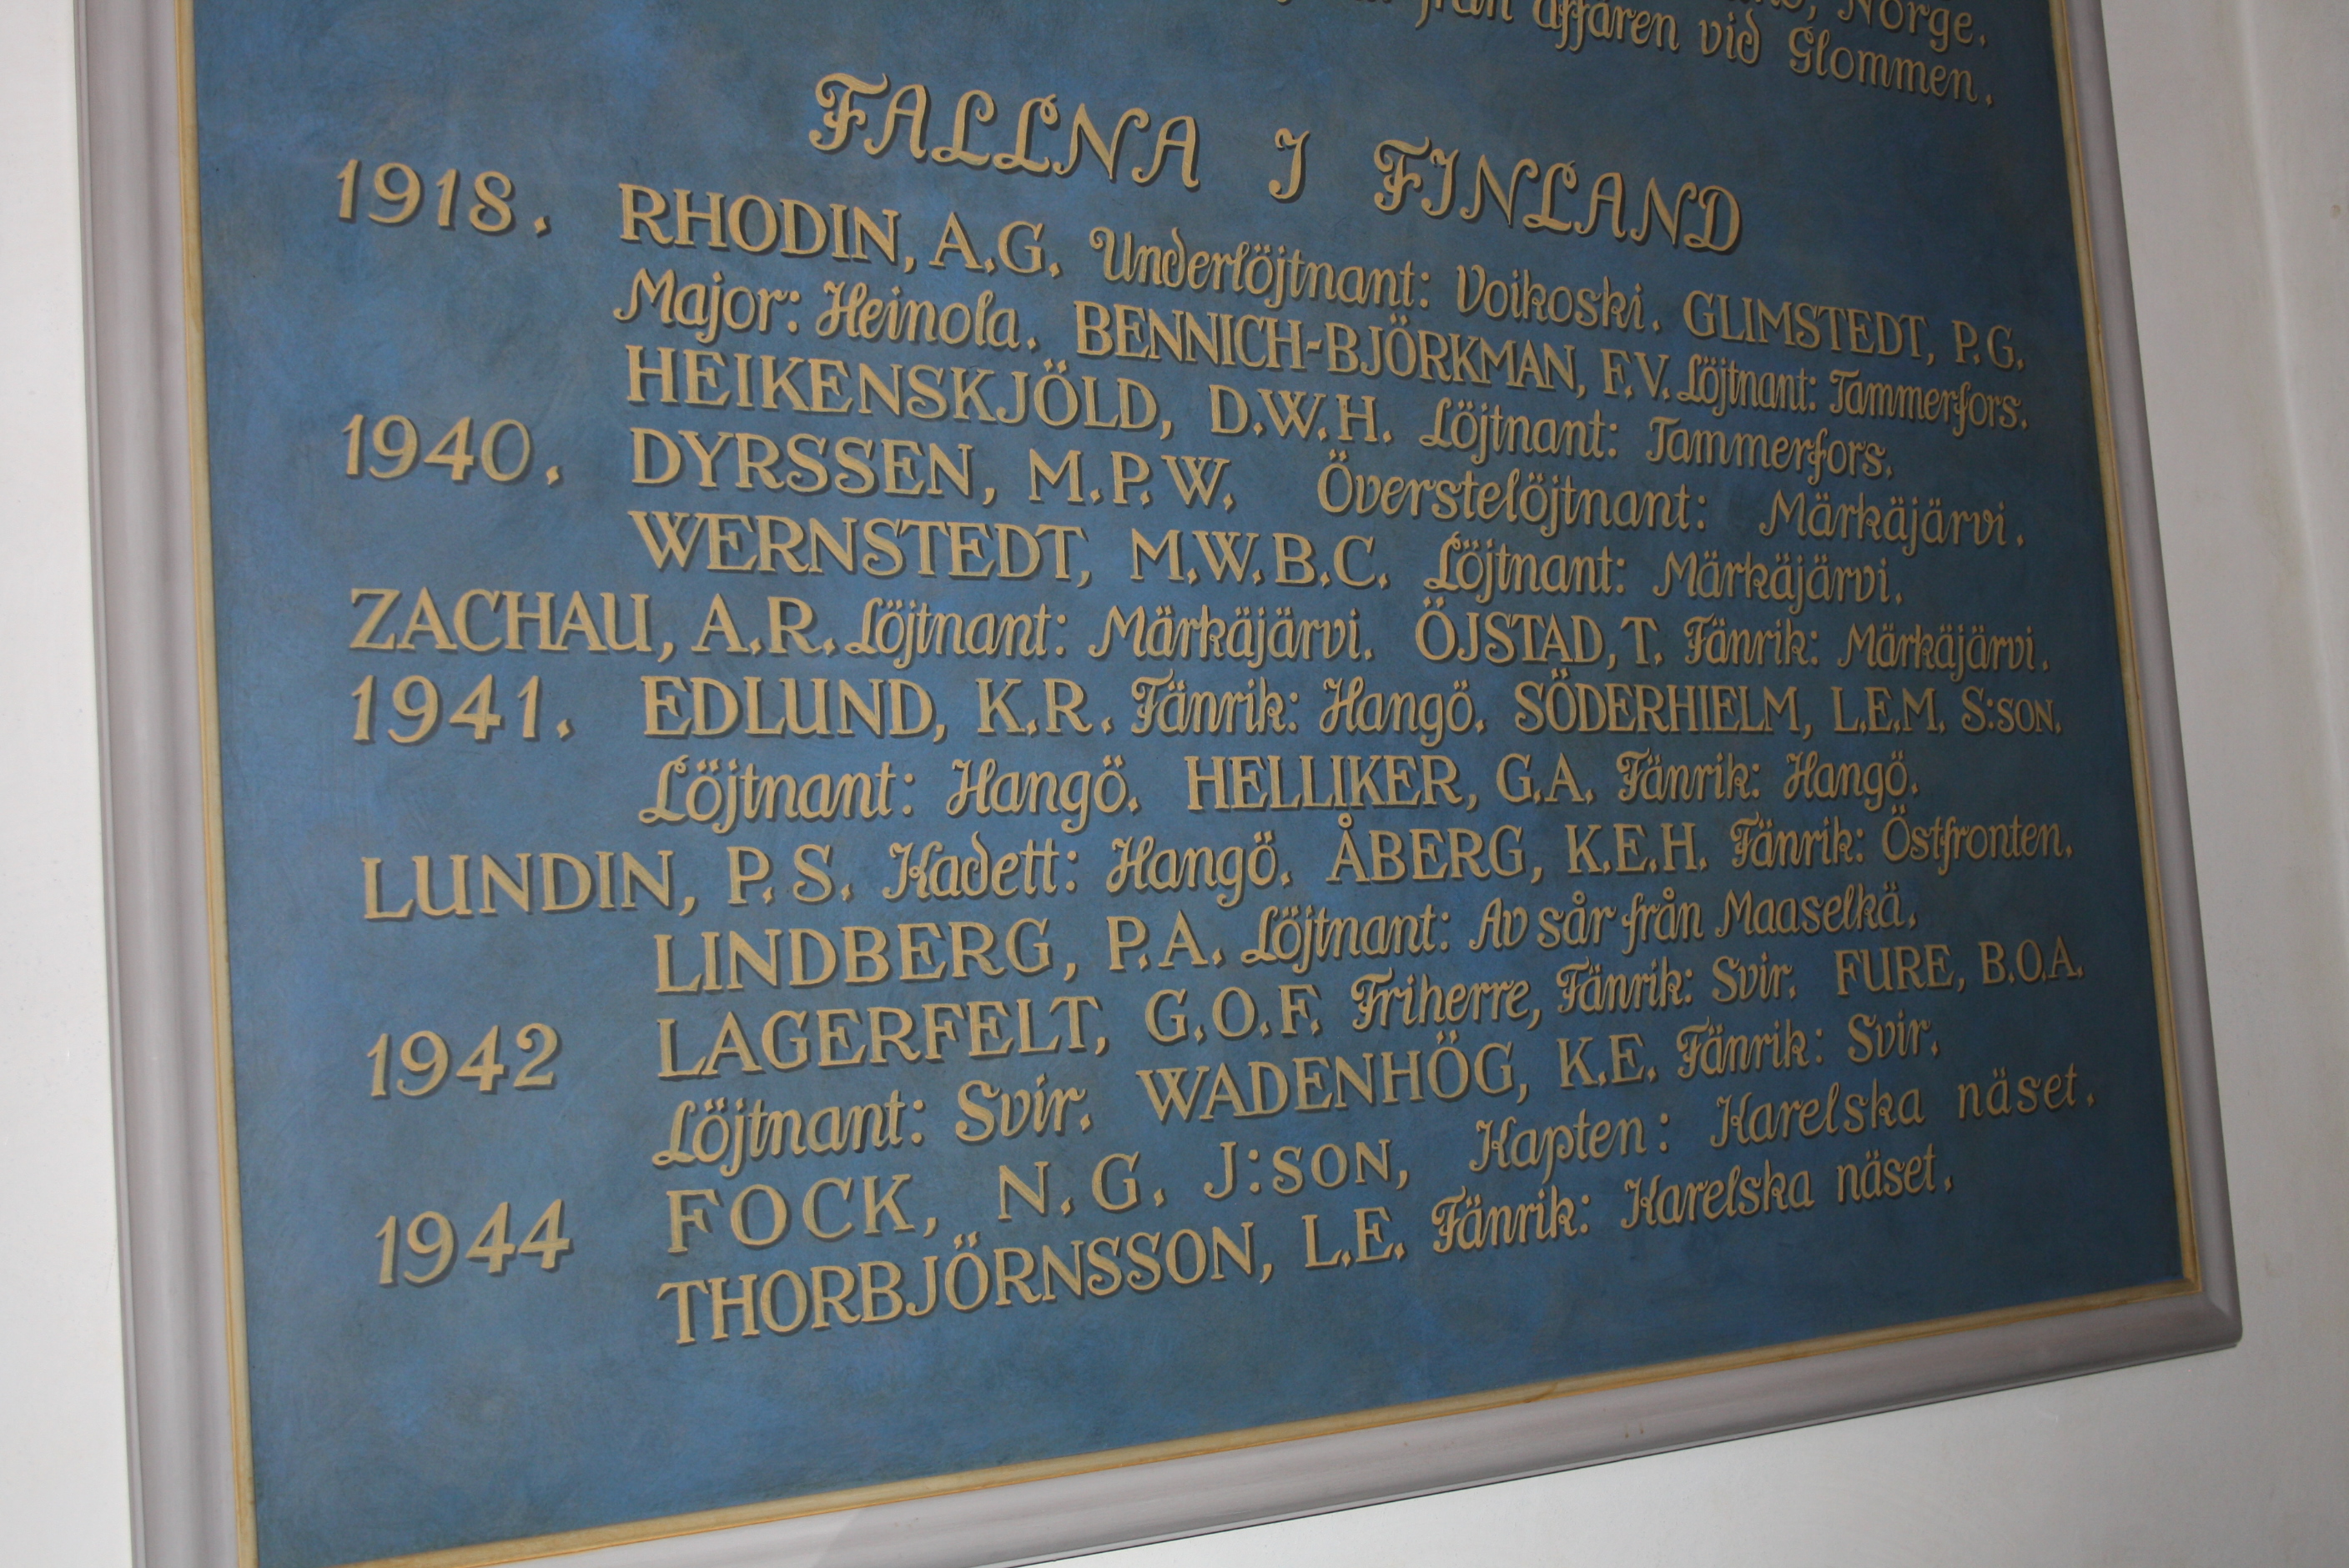 Norge.
från affären vid Glommen.
FALLNA I FINLAND
1918. RHODIN, A.G. Underlöjtnant: Voikoski. GLIMSTEDT, P.G.
Major: Heinola. BENNICH-BJÖRKMAN, F.V. Löjtnant: Tammerfors.
HEIKENSKJÖLD, D.W.H. Löjtnant: Tammerfors.
1940. DYRSSEN, M.P.W. Överstelöjtnant: Märkäjärvi.
WERNSTEDT, M.W.B.C. Löjtnant: Märkäjärvi.
ZACHAU, A.R. Löjtnant: Märkäjärvi. ÖJSTAD, T. Fänrik: Märkäjärvi.
1941. EDLUND, K.R. Fänrik: Hangö. SÖDERHIELM, L.E.M. S:SON,
Löjtnant: Hangö. HELLIKER, G.A. Fänrik: Hangö.
LUNDIN, P.S. Kadett: Hangö. ÅBERG, K.E.H. Fänrik: Östfronten.
LINDBERG, P.A. Löjtnant: Av sår från Maaselkä.
1942 LAGERFELT, G.O.F. Friherre, Fänrik: Svir. FURE, B.O.A.
Löjtnant: Svir. WADENHÖG, K.E. Fänrik: Svir.
1944 FOCK, N.G. J:SON, Kapten: Karelska näset.
THORBJÖRNSSON, L.E. Fänrik: Karelska näset.